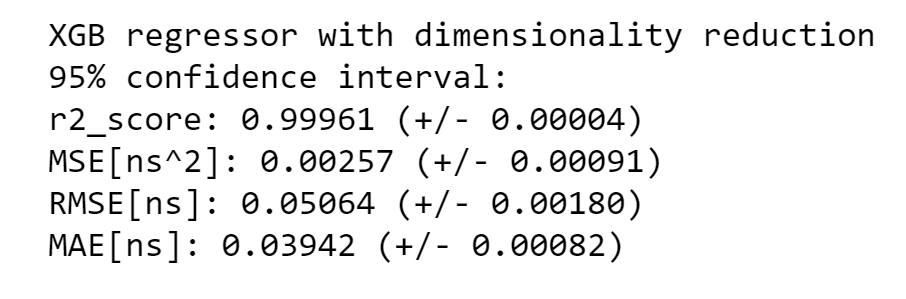 XGB regressor with dimensionality reduction
95% confidence interval:
r2_score: 0.99961 (+/- 0.00004)
MSE[ns^2]: 0.00257 (+/- 0.00091)
RMSE[ns]: 0.05064 (+/- 0.00180)
MAE[ns]: 0.03942 (+/- 0.00082)